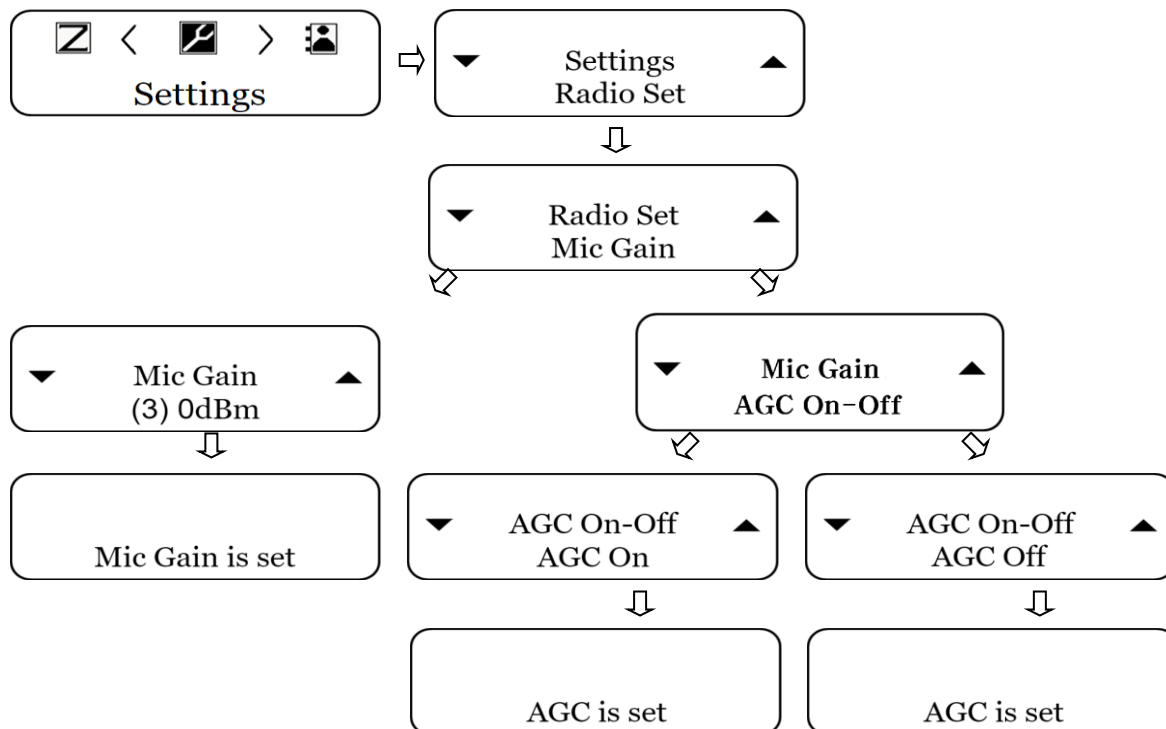 Settings
Settings
Radio Set
Radio Set
Mic Gain
Mic Gain
(3) 0dBm
Mic Gain
AGC On-Off
Mic Gain is set
AGC On-Off
AGC On
AGC On-Off
AGC Off
AGC is set
AGC is set